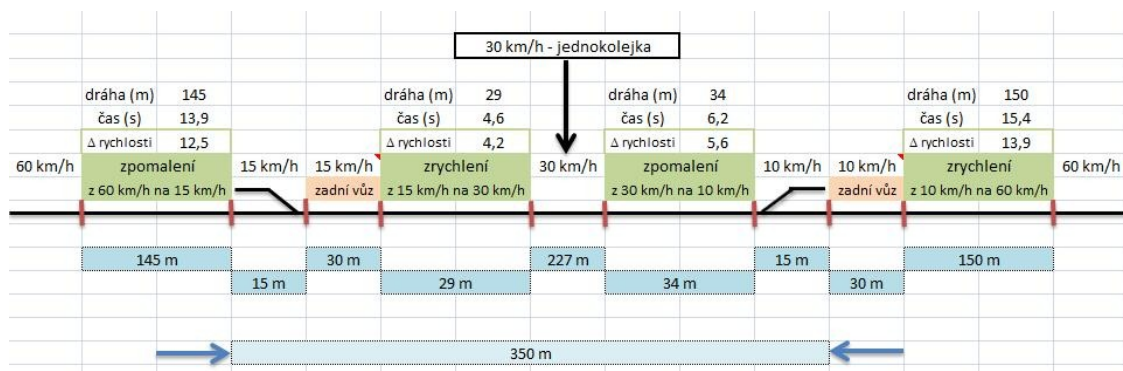 30 km/h - jednokolejka
dráha (m) 145 dráha (m) 29 dráha (m) 34 dráha (m) 150
čas (s) 13,9 čas (s) 4,6 čas (s) 6,2 čas (s) 15,4
Δ rychlosti 12,5 Δ rychlosti 4,2 Δ rychlosti 5,6 Δ rychlosti 13,9
60 km/h zpomalení 15 km/h 15 km/h zrychlení 30 km/h zpomalení 10 km/h 10 km/h zrychlení 60 km/h
z 60 km/h na 15 km/h zadní vůz z 15 km/h na 30 km/h z 30 km/h na 10 km/h zadní vůz z 10 km/h na 60 km/h
145 m 30 m 227 m 15 m 150 m
15 m 29 m 34 m 30 m
350 m